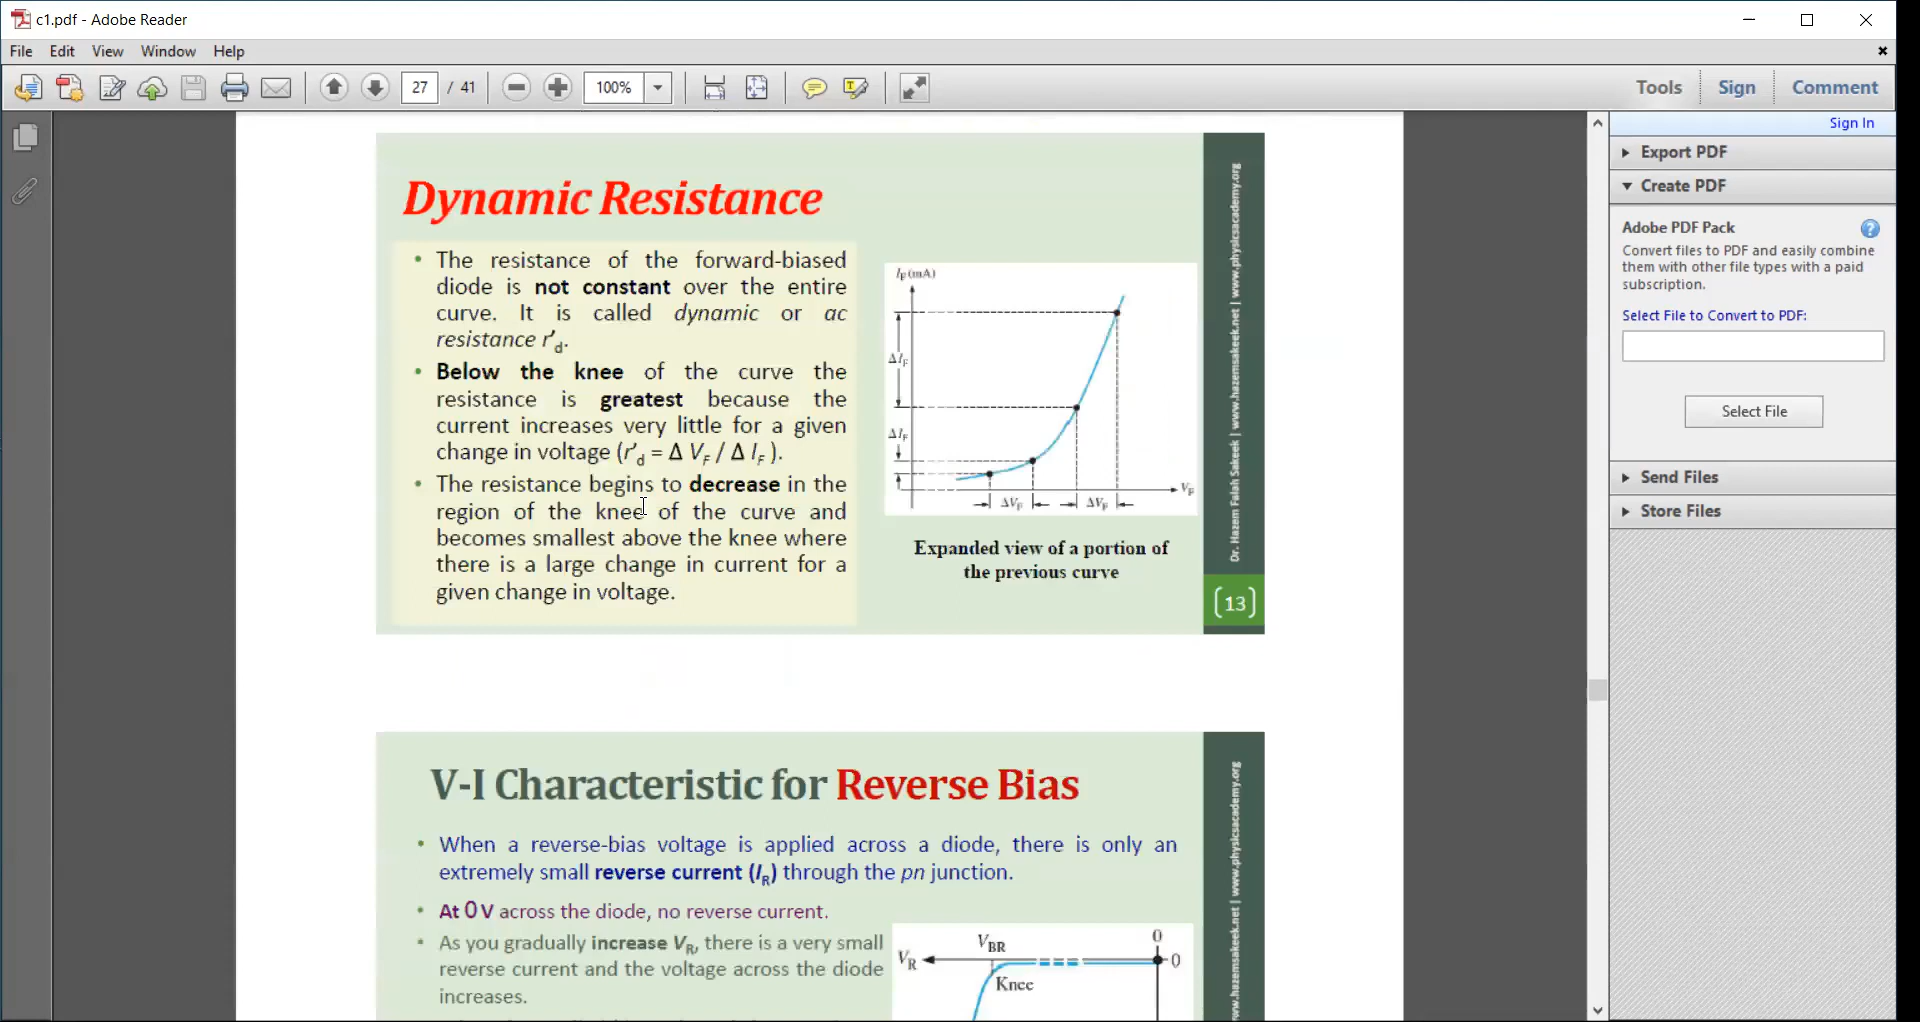 c1.pdf - Adobe Reader
File Edit View Window Help
27 / 41 100% Tools Sign Comment
Sign In
Export PDF
Create PDF
Adobe PDF Pack
Convert files to PDF and easily combine
them with other file types with a paid
subscription.
Select File to Convert to PDF:
Select File
Send Files
Store Files
Dynamic Resistance
• The resistance of the forward-biased
diode is not constant over the entire
curve. It is called dynamic or ac
resistance r′d.
• Below the knee of the curve the
resistance is greatest because the
current increases very little for a given
change in voltage (r′d = Δ VF / Δ IF ).
• The resistance begins to decrease in the
region of the knee of the curve and
becomes smallest above the knee where
there is a large change in current for a
given change in voltage.
IF (mA)
ΔIF
ΔIF
VF
ΔVF ΔVF
Expanded view of a portion of
the previous curve
Dr. Hazem Falah Sakeek | www.hazemsakeek.net | www.physicsacademy.org
13
V-I Characteristic for Reverse Bias
• When a reverse-bias voltage is applied across a diode, there is only an
extremely small reverse current (IR) through the pn junction.
• At 0 V across the diode, no reverse current.
• As you gradually increase VR, there is a very small
reverse current and the voltage across the diode
increases.
VR VBR 0
0
Knee
www.hazemsakeek.net | www.physicsacademy.org